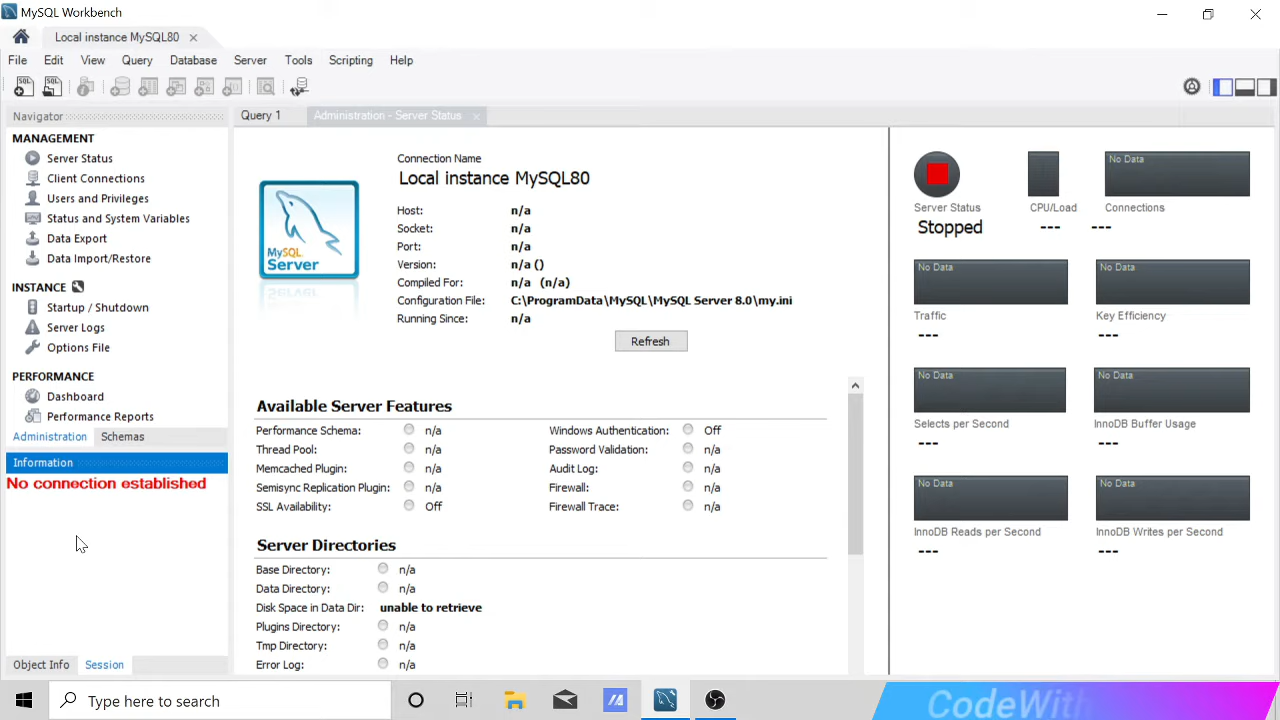 MySQL Workbench
Local instance MySQL80
File Edit View Query Database Server Tools Scripting Help
Navigator
MANAGEMENT
Server Status
Client Connections
Users and Privileges
Status and System Variables
Data Export
Data Import/Restore
INSTANCE
Startup / Shutdown
Server Logs
Options File
PERFORMANCE
Dashboard
Performance Reports
Administration Schemas
Information
No connection established
Object Info Session
Query 1 Administration - Server Status
MySQL
Server
Connection Name
Local instance MySQL80
Host: n/a
Socket: n/a
Port: n/a
Version: n/a ()
Compiled For: n/a (n/a)
Configuration File: C:\ProgramData\MySQL\MySQL Server 8.0\my.ini
Running Since: n/a
Refresh
Available Server Features
Performance Schema: n/a Windows Authentication: Off
Thread Pool: n/a Password Validation: n/a
Memcached Plugin: n/a Audit Log: n/a
Semisync Replication Plugin: n/a Firewall: n/a
SSL Availability: Off Firewall Trace: n/a
Server Directories
Base Directory: n/a
Data Directory: n/a
Disk Space in Data Dir: unable to retrieve
Plugins Directory: n/a
Tmp Directory: n/a
Error Log: n/a
No Data
Server Status CPU/Load Connections
Stopped --- ---
No Data No Data
Traffic Key Efficiency
--- ---
No Data No Data
Selects per Second InnoDB Buffer Usage
--- ---
No Data No Data
InnoDB Reads per Second InnoDB Writes per Second
--- ---
Type here to search
CodeWith